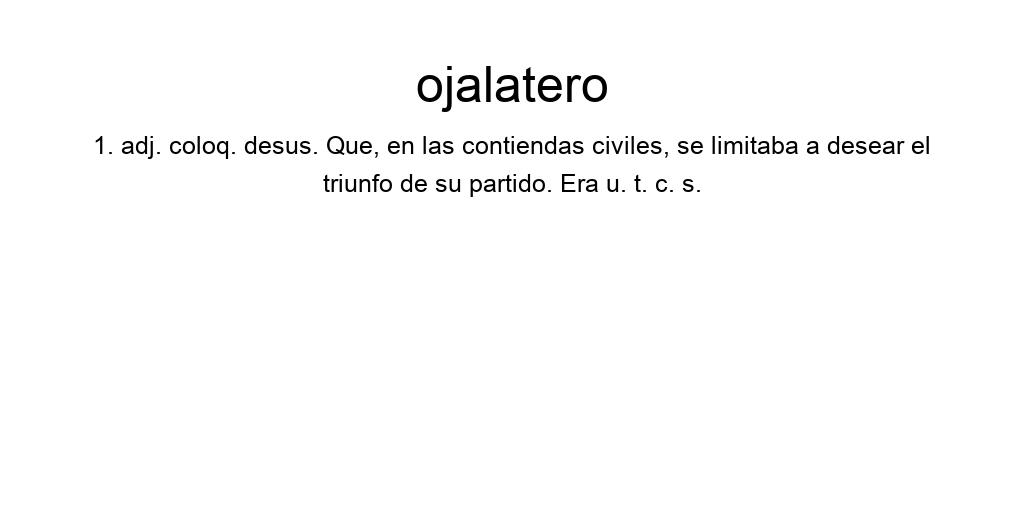 ojalatero
1. adj. coloq. desus. Que, en las contiendas civiles, se limitaba a desear el
triunfo de su partido. Era u. t. c. s.